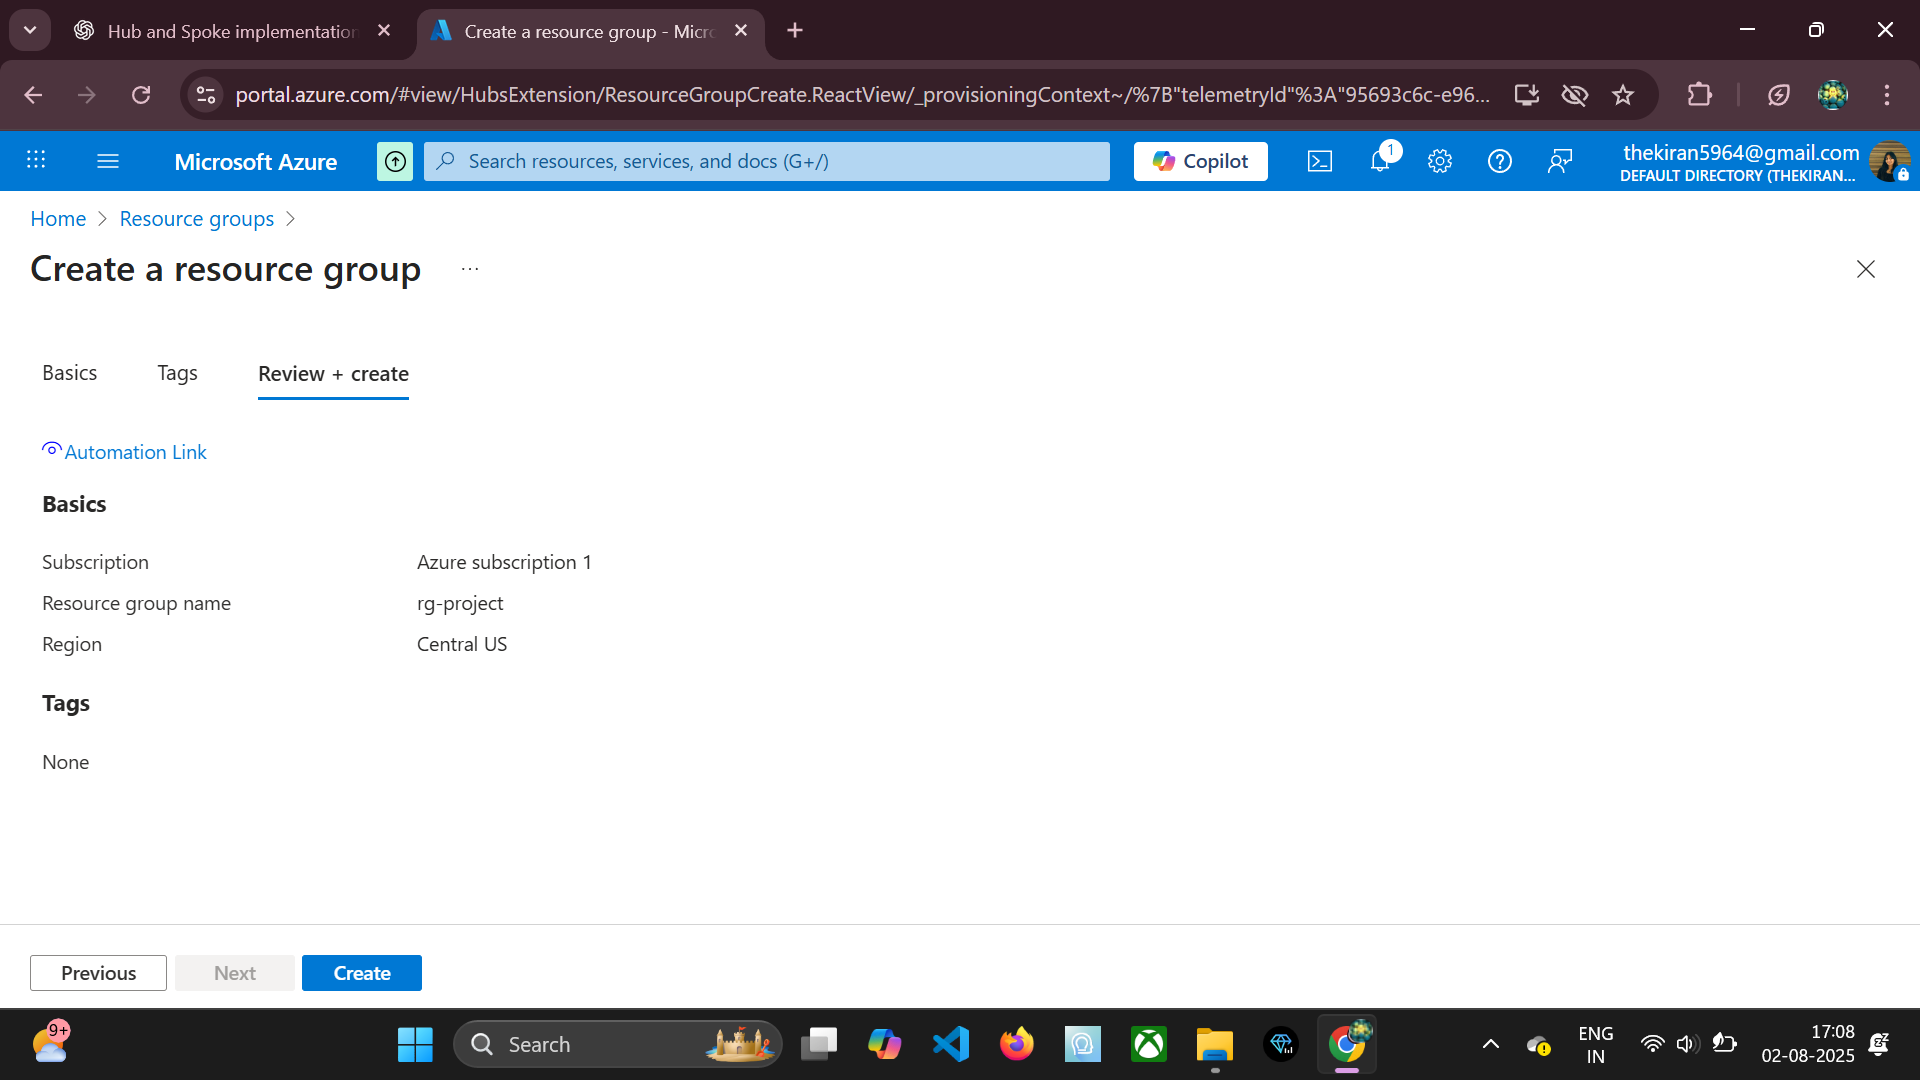 Hub and Spoke implementation
Create a resource group - Micro
portal.azure.com/#view/HubsExtension/ResourceGroupCreate.ReactView/_provisioningContext~/%7B"telemetryId"%3A"95693c6c-e96...
Microsoft Azure
Search resources, services, and docs (G+/)
Copilot
1
thekiran5964@gmail.com
DEFAULT DIRECTORY (THEKIRAN...
Home
Resource groups
Create a resource group
...
Basics
Tags
Review + create
Automation Link
Basics
Subscription
Azure subscription 1
Resource group name
rg-project
Region
Central US
Tags
None
Previous
Next
Create
9+
Search
ENG
IN
17:08
02-08-2025